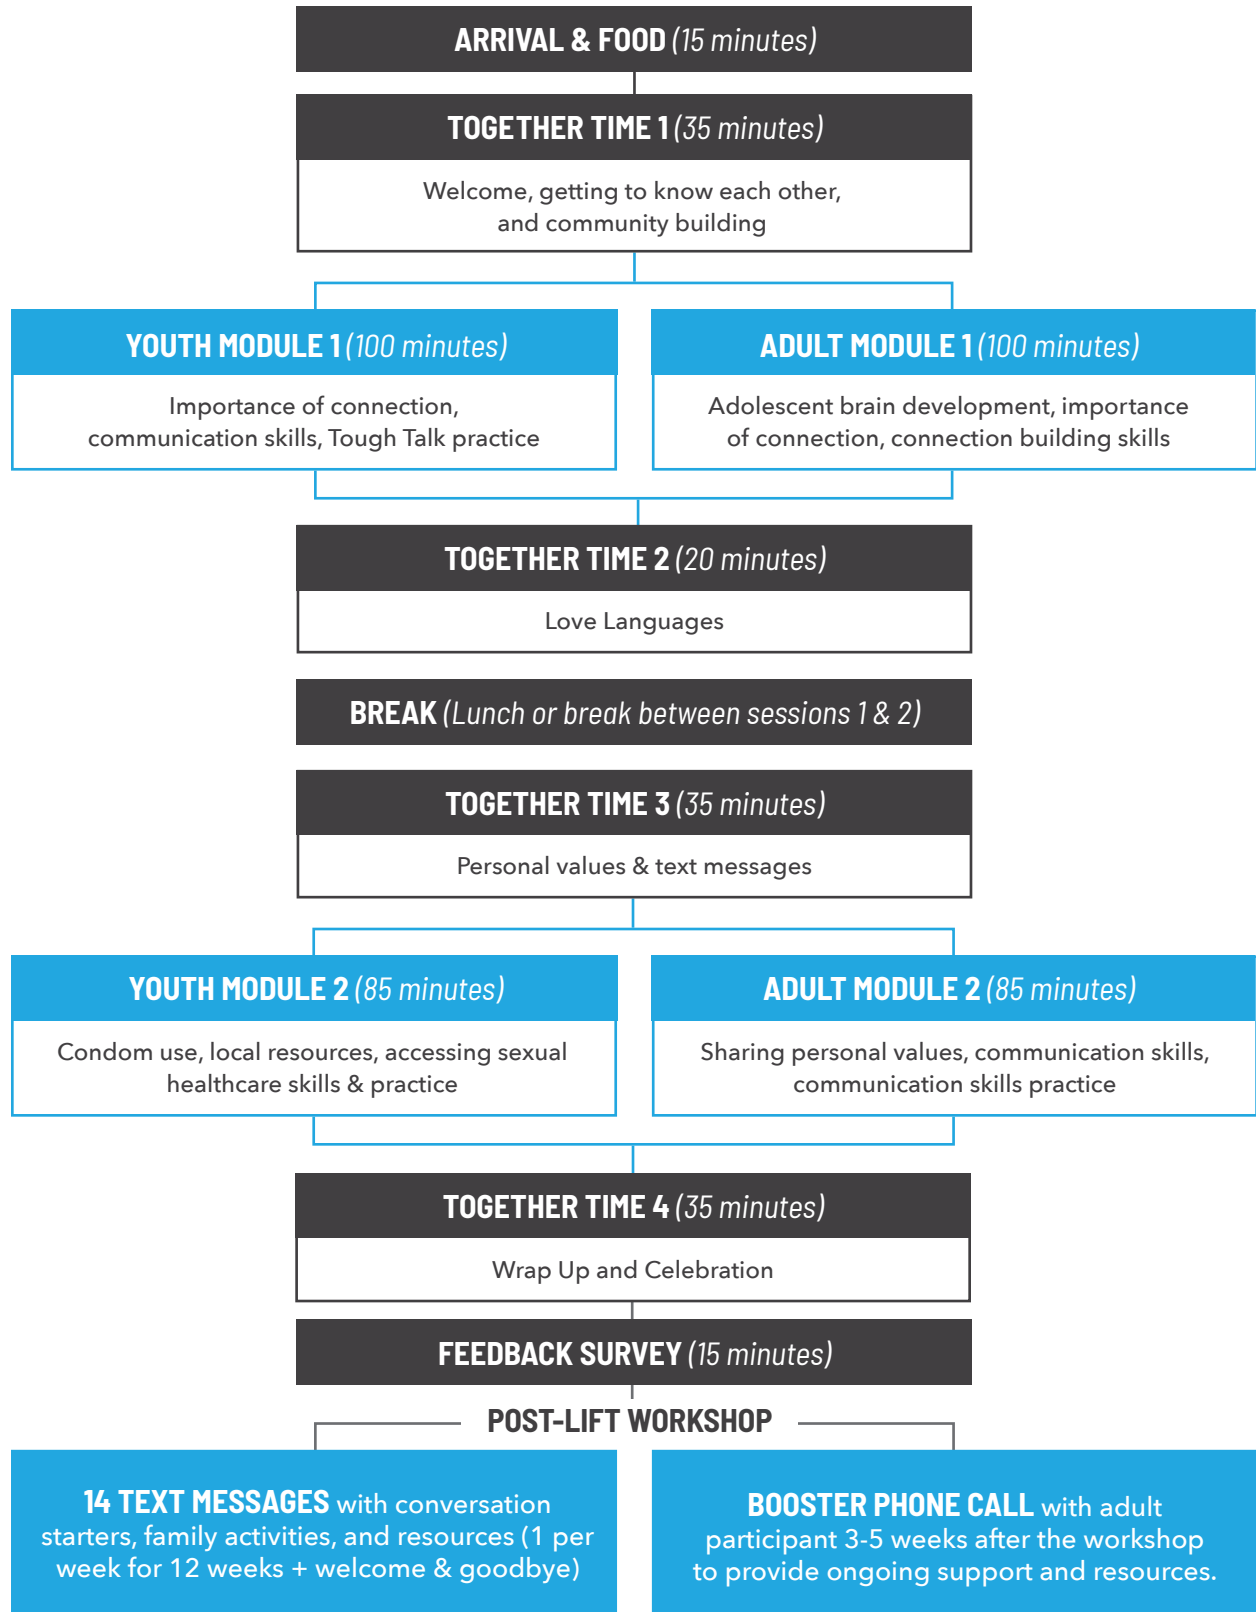 ARRIVAL & FOOD (15 minutes)
TOGETHER TIME 1 (35 minutes)
Welcome, getting to know each other,
and community building
YOUTH MODULE 1 (100 minutes)
Importance of connection,
communication skills, Tough Talk practice
ADULT MODULE 1 (100 minutes)
Adolescent brain development, importance
of connection, connection building skills
TOGETHER TIME 2 (20 minutes)
Love Languages
BREAK (Lunch or break between sessions 1 & 2)
TOGETHER TIME 3 (35 minutes)
Personal values & text messages
YOUTH MODULE 2 (85 minutes)
Condom use, local resources, accessing sexual
healthcare skills & practice
ADULT MODULE 2 (85 minutes)
Sharing personal values, communication skills,
communication skills practice
TOGETHER TIME 4 (35 minutes)
Wrap Up and Celebration
FEEDBACK SURVEY (15 minutes)
POST-LIFT WORKSHOP
14 TEXT MESSAGES with conversation
starters, family activities, and resources (1 per
week for 12 weeks + welcome & goodbye)
BOOSTER PHONE CALL with adult
participant 3-5 weeks after the workshop
to provide ongoing support and resources.